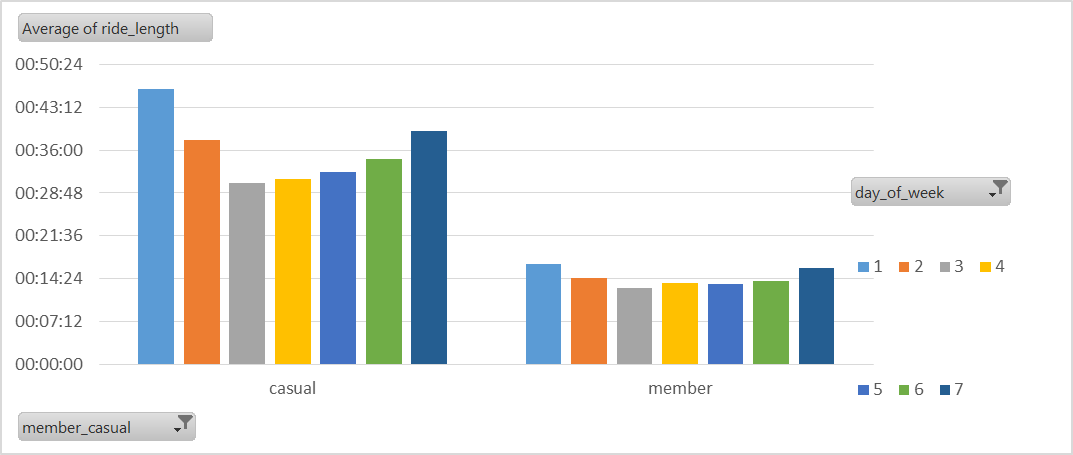 Average of ride_length
00:50:24
00:43:12
00:36:00
00:28:48
00:21:36
00:14:24
00:07:12
00:00:00
casual member
day_of_week
1 2 3 4
5 6 7
member_casual